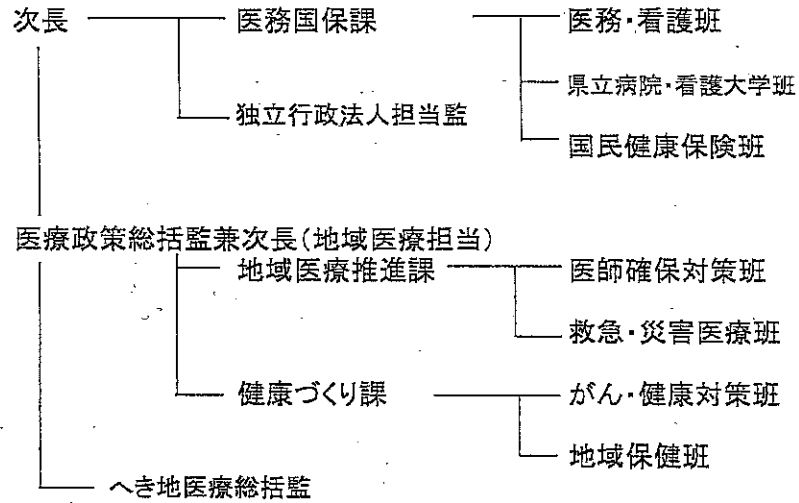 次長
医務国保課
医務・看護班
県立病院・看護大学班
独立行政法人担当監
国民健康保険班
医療政策総括監兼次長(地域医療担当)
地域医療推進課
医師確保対策班
救急・災害医療班
健康づくり課
がん・健康対策班
地域保健班
へき地医療総括監